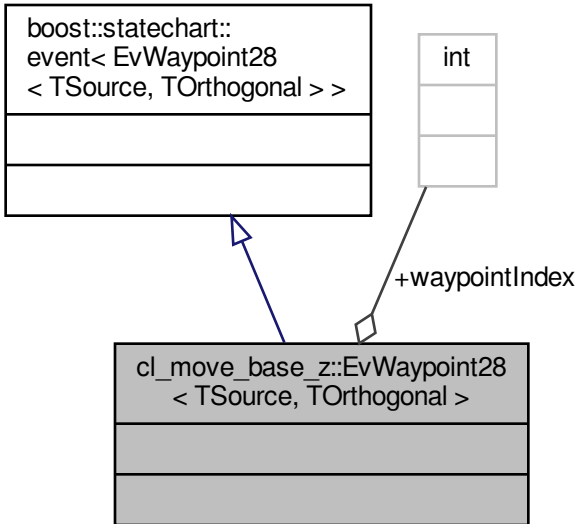 boost::statechart::
event< EvWaypoint28
< TSource, TOrthogonal > >
int
+waypointIndex
cl_move_base_z::EvWaypoint28
< TSource, TOrthogonal >